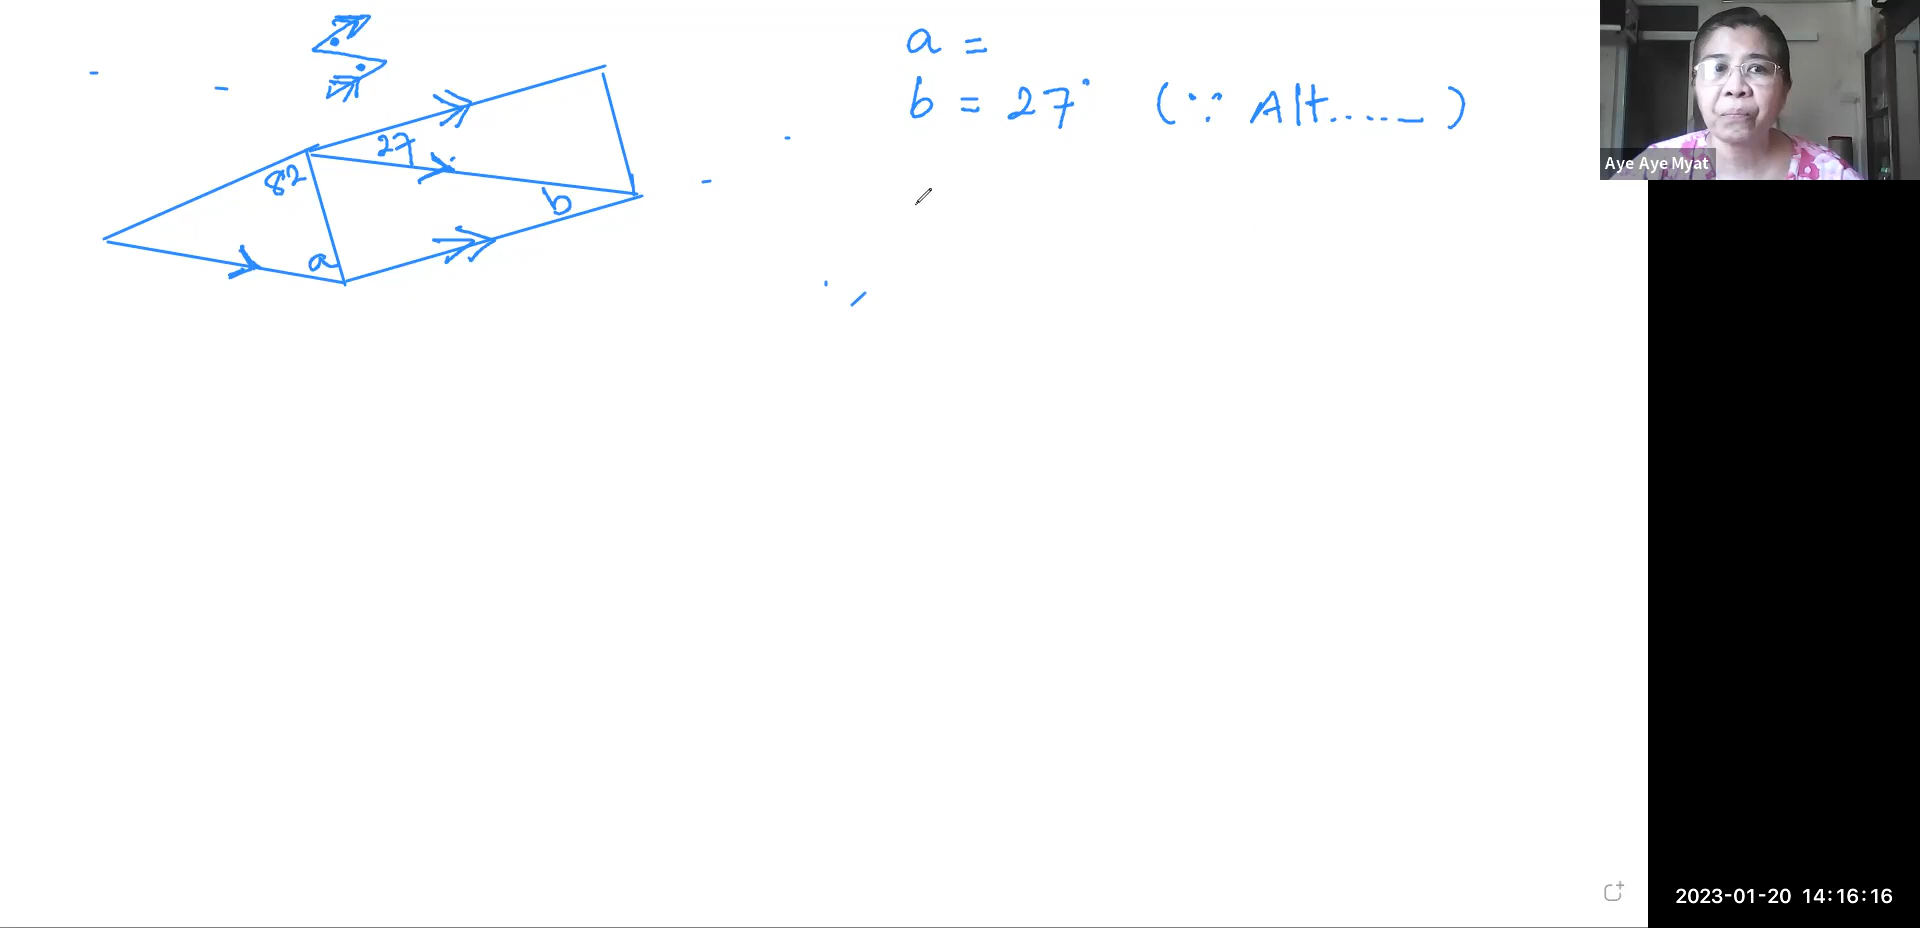 a =
b = 27° (∵ Alt.....)
27
82
b
a
Aye Aye Myat
2023-01-20 14:16:16